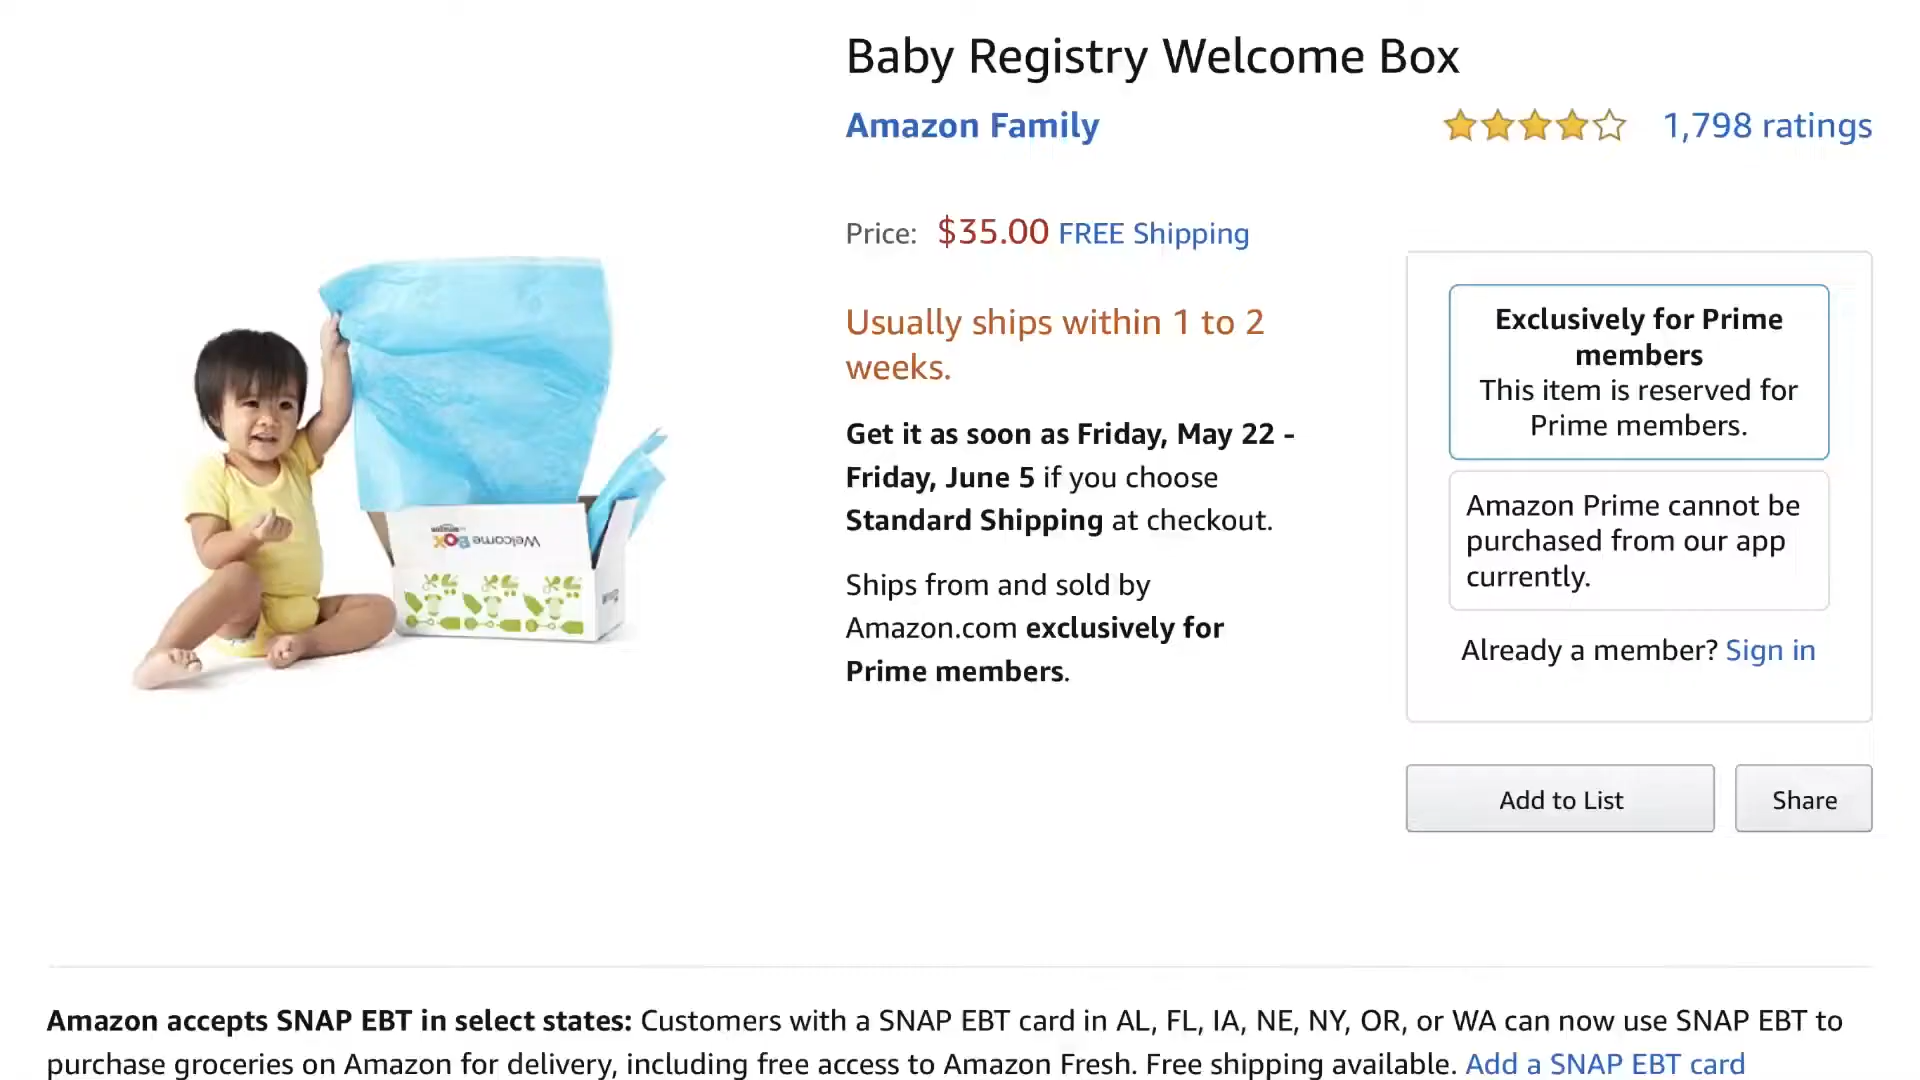 Baby Registry Welcome Box
Amazon Family
1,798 ratings
Price: $35.00 FREE Shipping
Usually ships within 1 to 2
weeks.
Get it as soon as Friday, May 22 -
Friday, June 5 if you choose
Standard Shipping at checkout.
Ships from and sold by
Amazon.com exclusively for
Prime members.
Exclusively for Prime
members
This item is reserved for
Prime members.
Amazon Prime cannot be
purchased from our app
currently.
Already a member? Sign in
Add to List
Share
Welcome BOX
Amazon accepts SNAP EBT in select states: Customers with a SNAP EBT card in AL, FL, IA, NE, NY, OR, or WA can now use SNAP EBT to
purchase groceries on Amazon for delivery, including free access to Amazon Fresh. Free shipping available. Add a SNAP EBT card